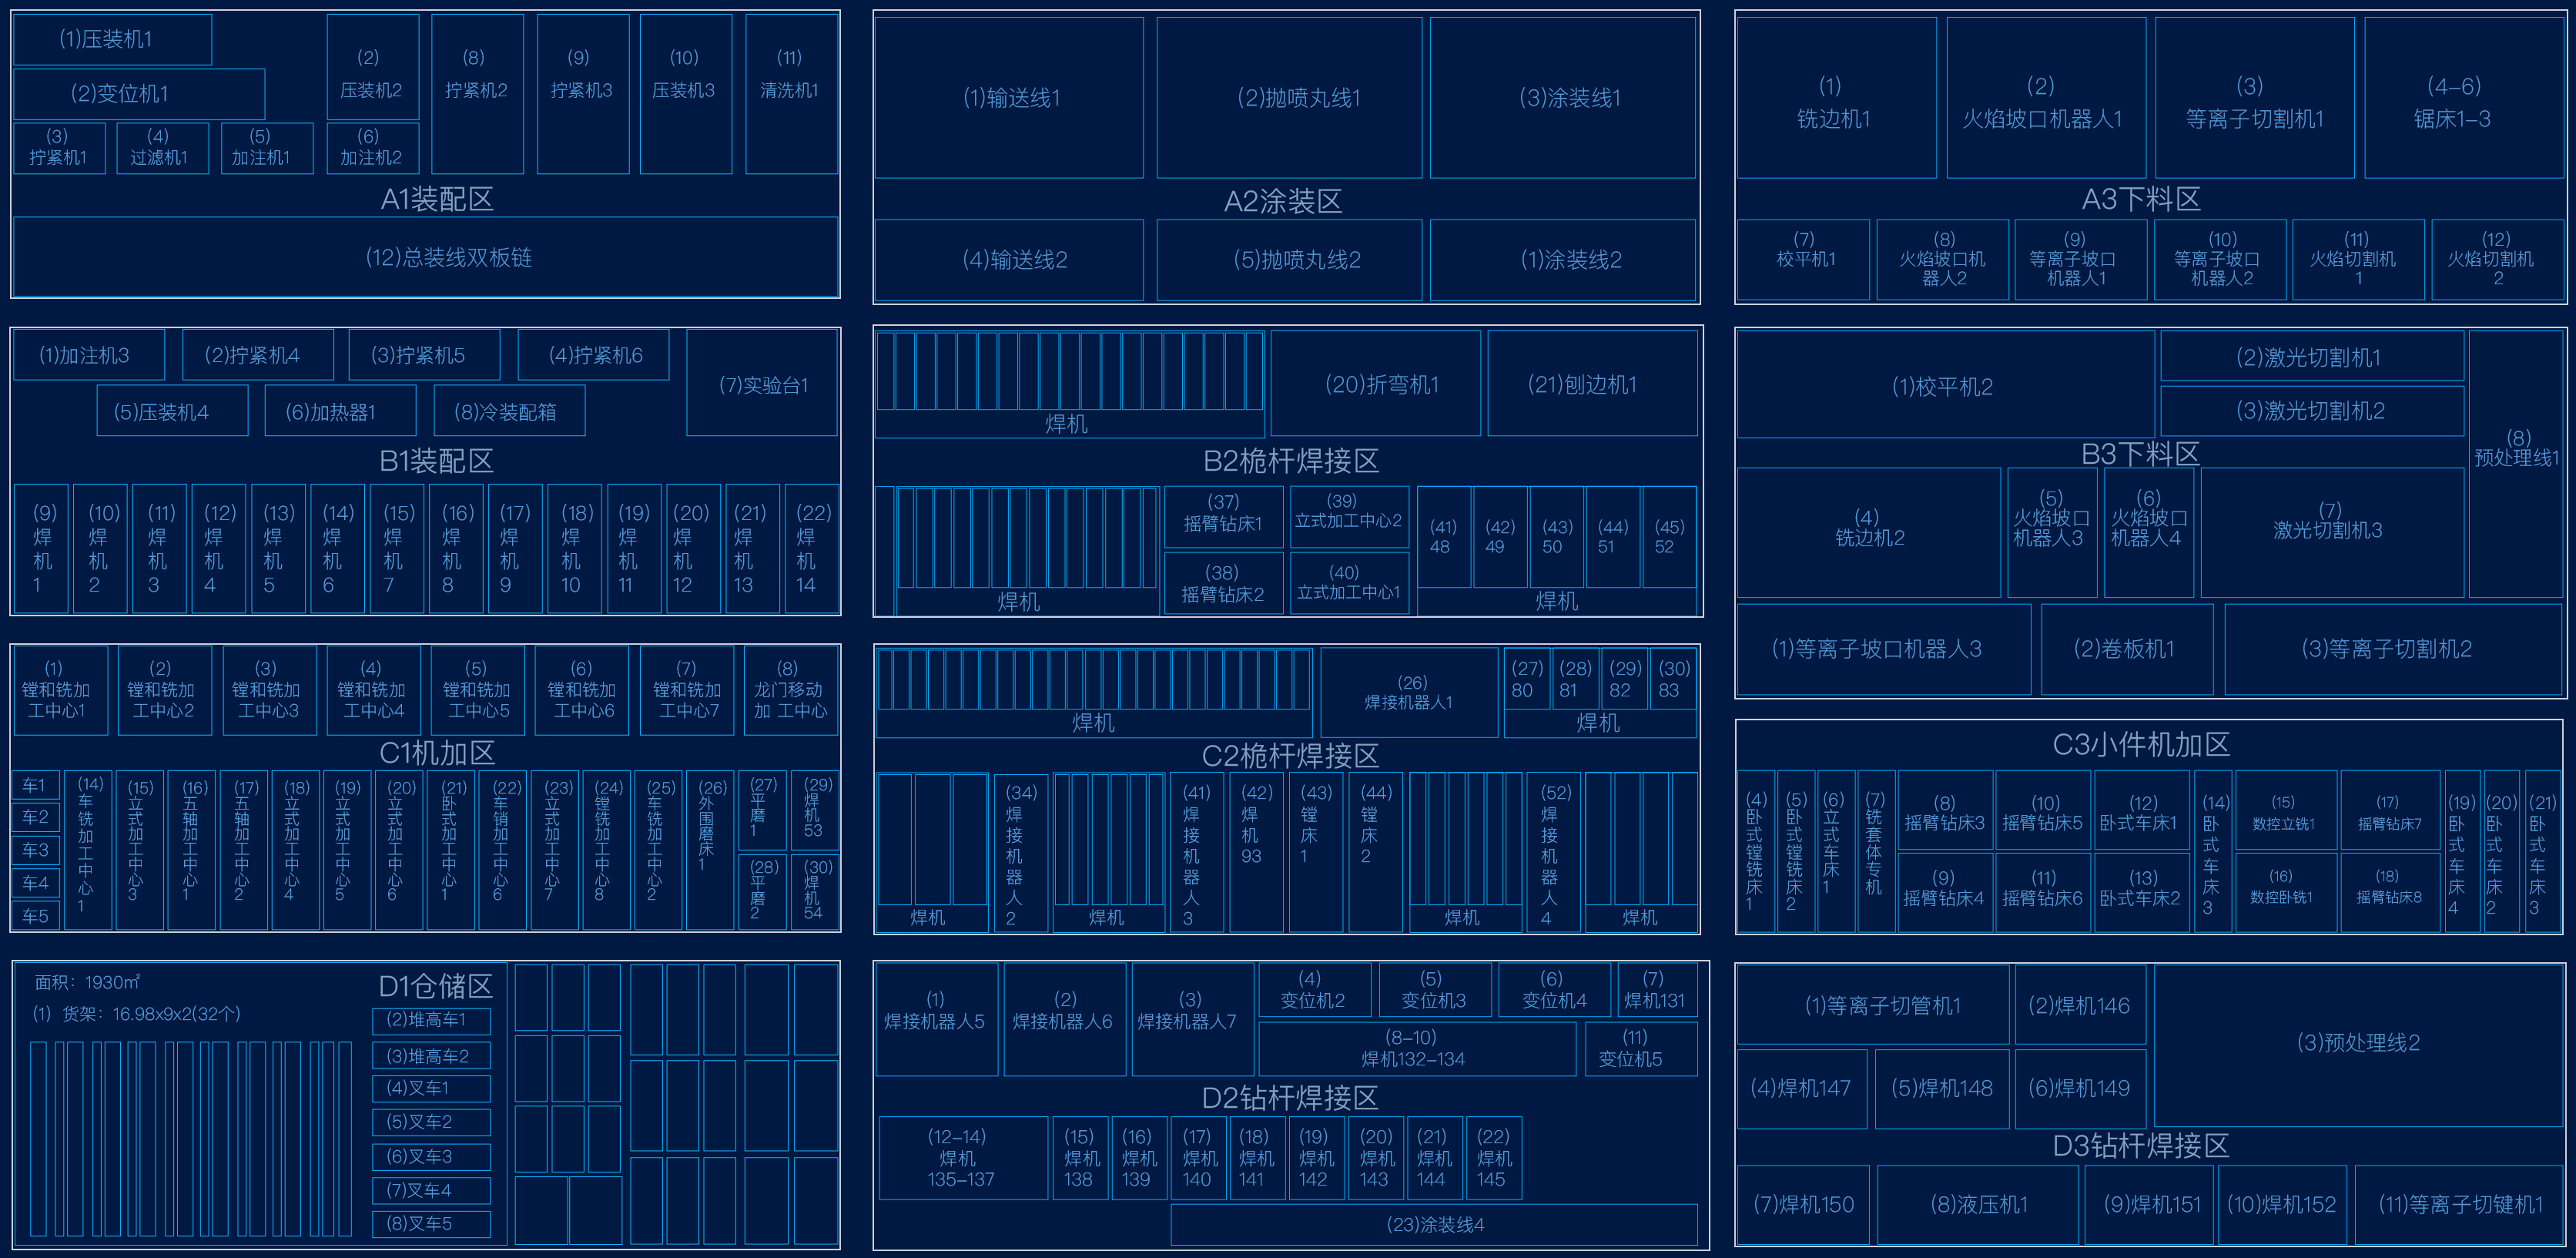 (1)压装机1
(2)变位机1
(3)
拧紧机1
(4)
过滤机1
(5)
加注机1
(2)
压装机2
(6)
加注机2
(8)
拧紧机2
(9)
拧紧机3
(10)
压装机3
(11)
清洗机1
A1装配区
(12)总装线双板链
(1)输送线1
(2)抛喷丸线1
(3)涂装线1
A2涂装区
(4)输送线2
(5)抛喷丸线2
(1)涂装线2
(1)
铣边机1
(2)
火焰坡口机器人1
(3)
等离子切割机1
(4-6)
锯床1-3
A3下料区
(7)
校平机1
(8)
火焰坡口机
器人2
(9)
等离子坡口
机器人1
(10)
等离子坡口
机器人2
(11)
火焰切割机
1
(12)
火焰切割机
2
(1)加注机3
(2)拧紧机4
(3)拧紧机5
(4)拧紧机6
(5)压装机4
(6)加热器1
(8)冷装配箱
(7)实验台1
B1装配区
(9)
焊
机
1
(10)
焊
机
2
(11)
焊
机
3
(12)
焊
机
4
(13)
焊
机
5
(14)
焊
机
6
(15)
焊
机
7
(16)
焊
机
8
(17)
焊
机
9
(18)
焊
机
10
(19)
焊
机
11
(20)
焊
机
12
(21)
焊
机
13
(22)
焊
机
14
焊机
(20)折弯机1
(21)刨边机1
B2桅杆焊接区
焊机
(37)
摇臂钻床1
(38)
摇臂钻床2
(39)
立式加工中心2
(40)
立式加工中心1
(41)
48
(42)
49
(43)
50
(44)
51
(45)
52
焊机
(1)校平机2
(2)激光切割机1
(3)激光切割机2
(8)
预处理线1
B3下料区
(4)
铣边机2
(5)
火焰坡口
机器人3
(6)
火焰坡口
机器人4
(7)
激光切割机3
(1)等离子坡口机器人3
(2)卷板机1
(3)等离子切割机2
(1)
镗和铣加
工中心1
(2)
镗和铣加
工中心2
(3)
镗和铣加
工中心3
(4)
镗和铣加
工中心4
(5)
镗和铣加
工中心5
(6)
镗和铣加
工中心6
(7)
镗和铣加
工中心7
(8)
龙门移动
加 工中心
C1机加区
车1
车2
车3
车4
车5
(14)
车铣加工中心1
(15)
立式加工中心3
(16)
五轴加工中心1
(17)
五轴加工中心2
(18)
立式加工中心4
(19)
立式加工中心5
(20)
立式加工中心6
(21)
卧式加工中心1
(22)
车销加工中心6
(23)
立式加工中心7
(24)
镗铣加工中心8
(25)
车铣加工中心2
(26)
外围磨床1
(27)
平磨1
(28)
平磨2
(29)
焊机53
(30)
焊机54
焊机
(26)
焊接机器人1
(27)
80
(28)
81
(29)
82
(30)
83
焊机
C2桅杆焊接区
焊机
(34)
焊接机器人2
焊机
(41)
焊接机器人3
(42)
焊机93
(43)
镗床1
(44)
镗床2
焊机
(52)
焊接机器人4
焊机
C3小件机加区
(4)
卧式镗铣床1
(5)
卧式镗铣床2
(6)
立式车床1
(7)
铣套体专机
(8)
摇臂钻床3
(9)
摇臂钻床4
(10)
摇臂钻床5
(11)
摇臂钻床6
(12)
卧式车床1
(13)
卧式车床2
(14)
卧式车床3
(15)
数控立铣1
(16)
数控卧铣1
(17)
摇臂钻床7
(18)
摇臂钻床8
(19)
卧式车床4
(20)
卧式车床2
(21)
卧式车床3
面积：1930㎡
(1) 货架：16.98x9x2(32个)
D1仓储区
(2)堆高车1
(3)堆高车2
(4)叉车1
(5)叉车2
(6)叉车3
(7)叉车4
(8)叉车5
(1)
焊接机器人5
(2)
焊接机器人6
(3)
焊接机器人7
(4)
变位机2
(5)
变位机3
(6)
变位机4
(7)
焊机131
(8-10)
焊机132-134
(11)
变位机5
D2钻杆焊接区
(12-14)
焊机
135-137
(15)
焊机
138
(16)
焊机
139
(17)
焊机
140
(18)
焊机
141
(19)
焊机
142
(20)
焊机
143
(21)
焊机
144
(22)
焊机
145
(23)涂装线4
(1)等离子切管机1
(2)焊机146
(3)预处理线2
(4)焊机147
(5)焊机148
(6)焊机149
D3钻杆焊接区
(7)焊机150
(8)液压机1
(9)焊机151
(10)焊机152
(11)等离子切键机1